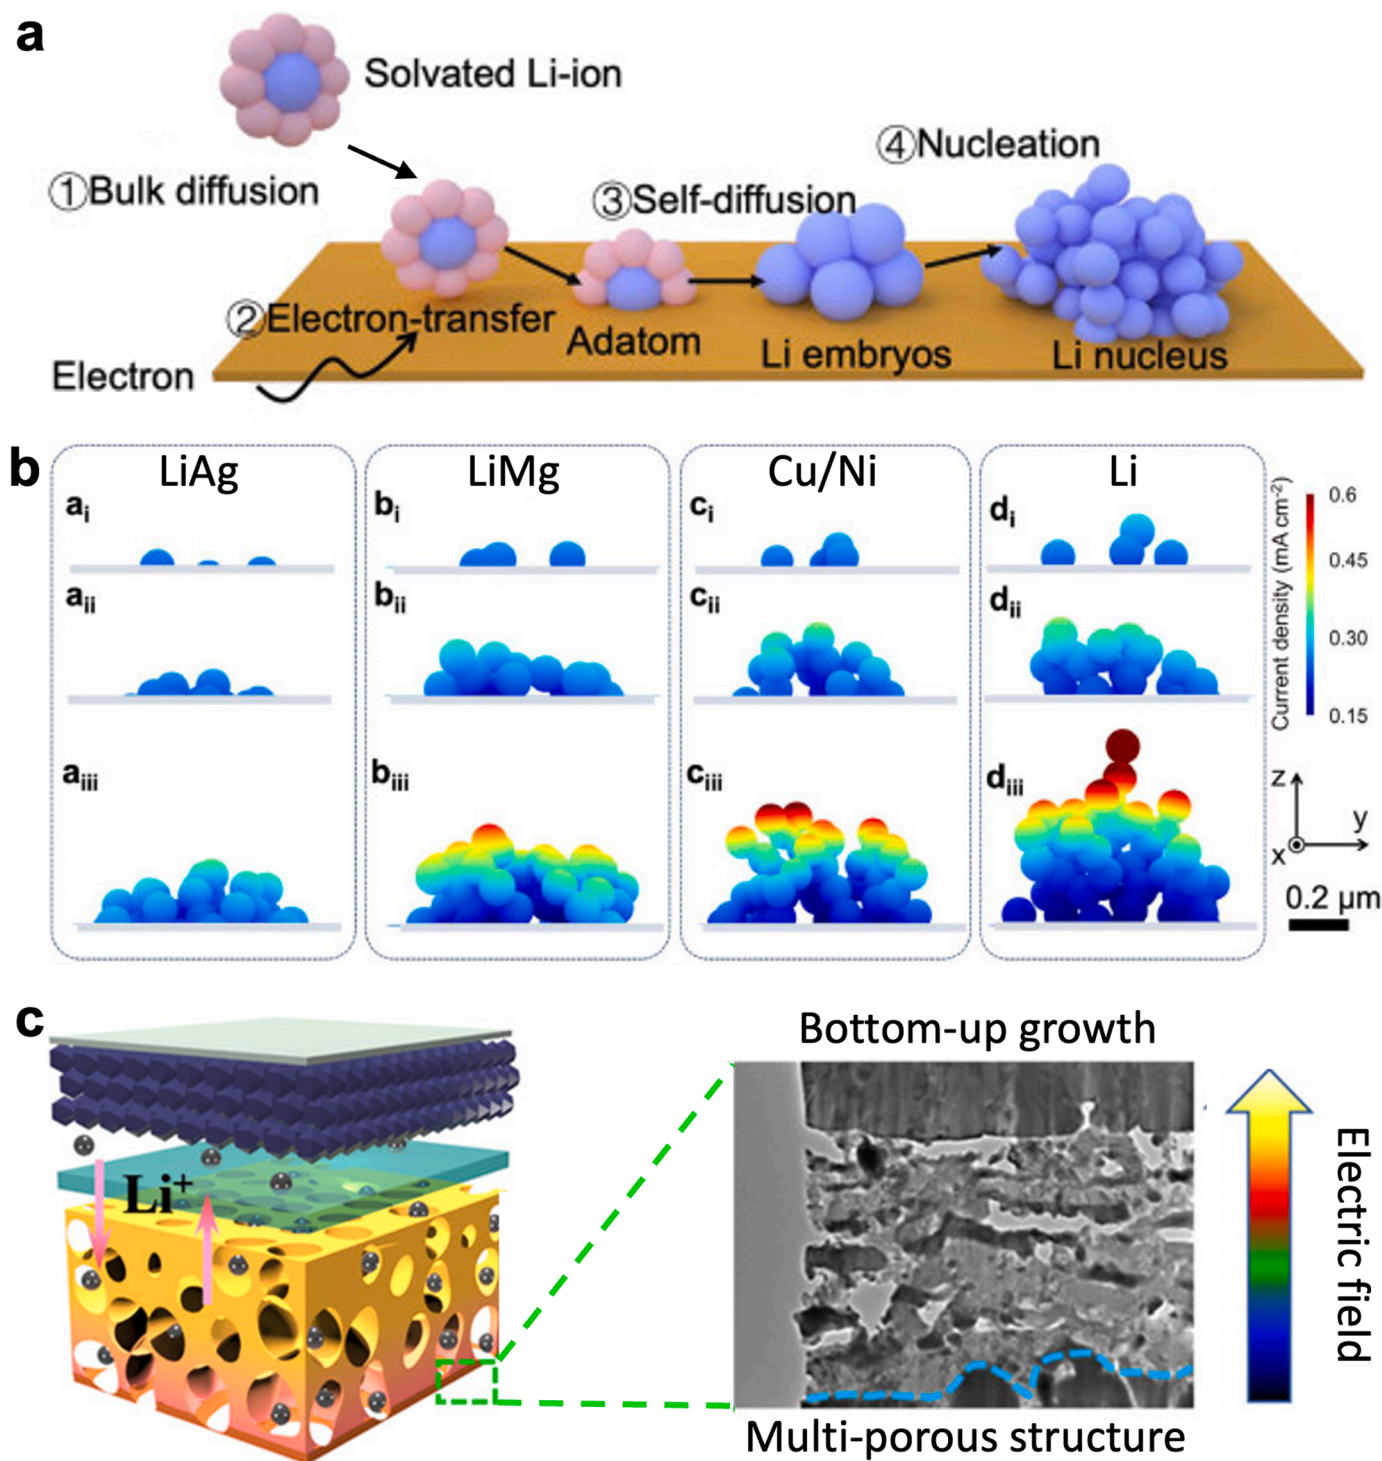 a
Solvated Li-ion
①Bulk diffusion
②Electron-transfer
Electron
Adatom
③Self-diffusion
Li embryos
④Nucleation
Li nucleus
b
LiAg
LiMg
Cu/Ni
Li
ai
bi
ci
di
aii
bii
cii
dii
aiii
biii
ciii
diii
Current density (mA cm⁻²)
0.6
0.45
0.30
0.15
z
y
x
0.2 µm
c
Li⁺
Bottom-up growth
Multi-porous structure
Electric field